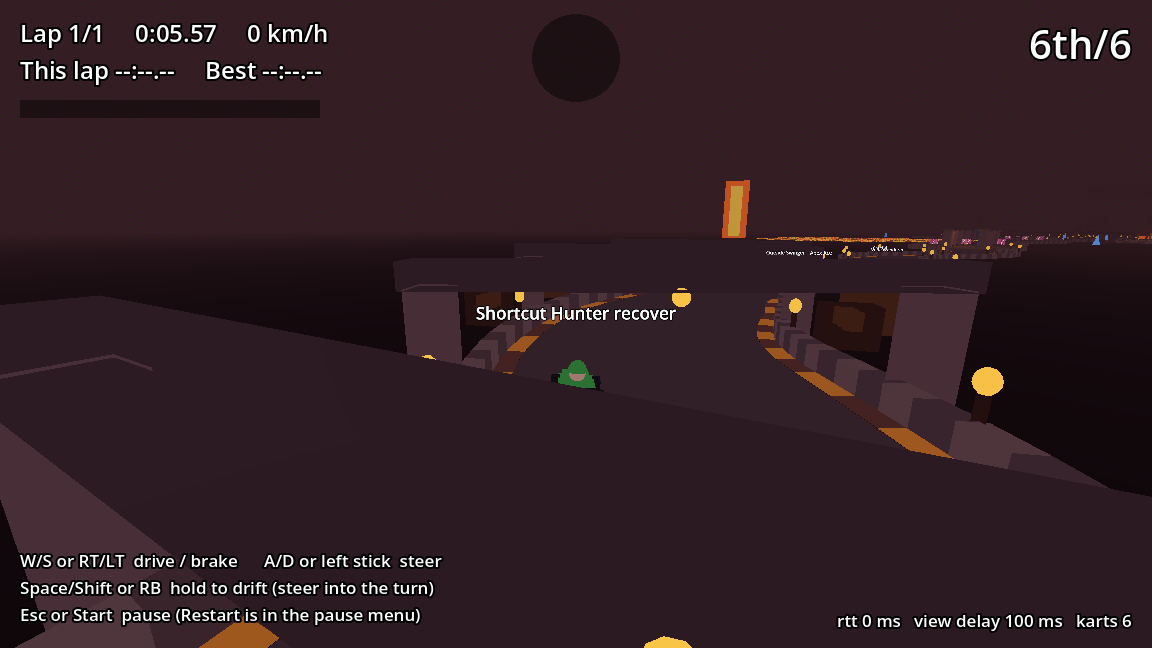 Lap 1/1 0:05.57 0 km/h
6th/6
This lap --:--.-- Best --:--.--
Shortcut Hunter recover
W/S or RT/LT drive / brake A/D or left stick steer
Space/Shift or RB hold to drift (steer into the turn)
Esc or Start pause (Restart is in the pause menu)
rtt 0 ms view delay 100 ms karts 6